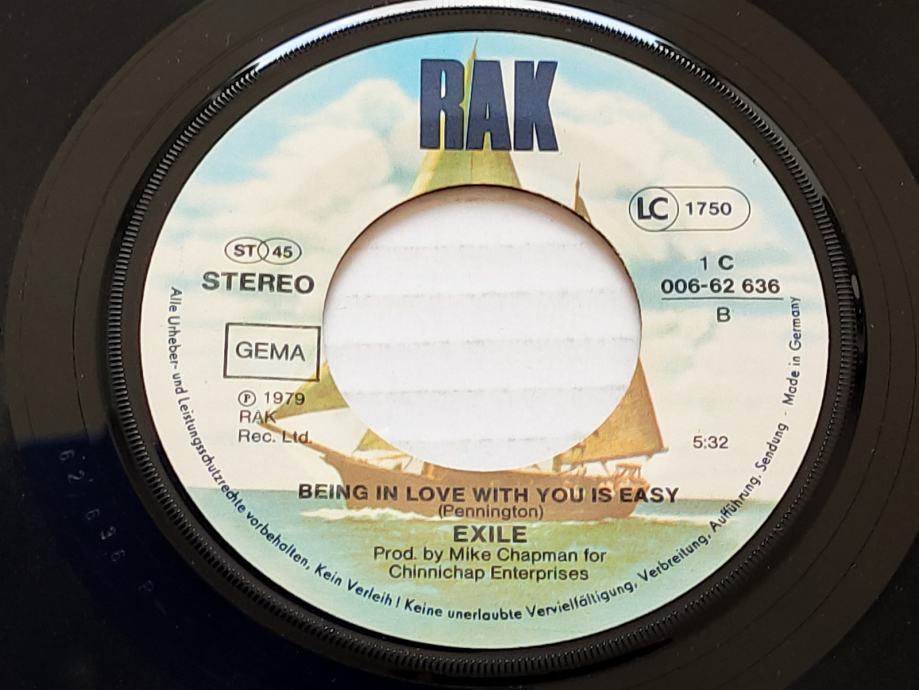 RAK
LC 1750
ST 45
STEREO
1 C
006-62 636
B
GEMA
℗ 1979
RAK
Rec. Ltd.
5:32
BEING IN LOVE WITH YOU IS EASY
(Pennington)
EXILE
Prod. by Mike Chapman for
Chinnichap Enterprises
Alle Urheber- und Leistungsschutzrechte vorbehalten, Kein Verleih! Keine unerlaubte Vervielfältigung, Verbreitung, Aufführung, Sendung · Made in Germany